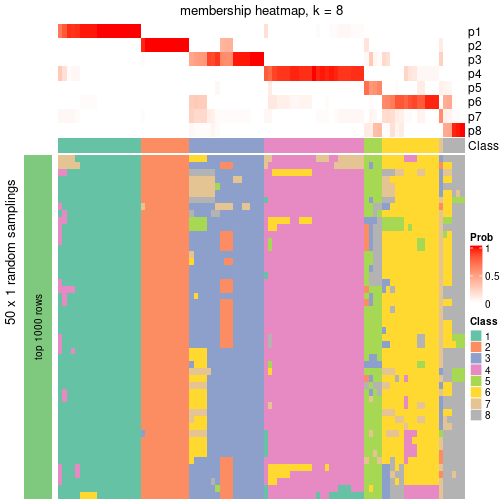 membership heatmap, k = 8
p1
p2
p3
p4
p5
p6
p7
p8
Class
50 x 1 random samplings
top 1000 rows
Prob
1
0.5
0
Class
1
2
3
4
5
6
7
8